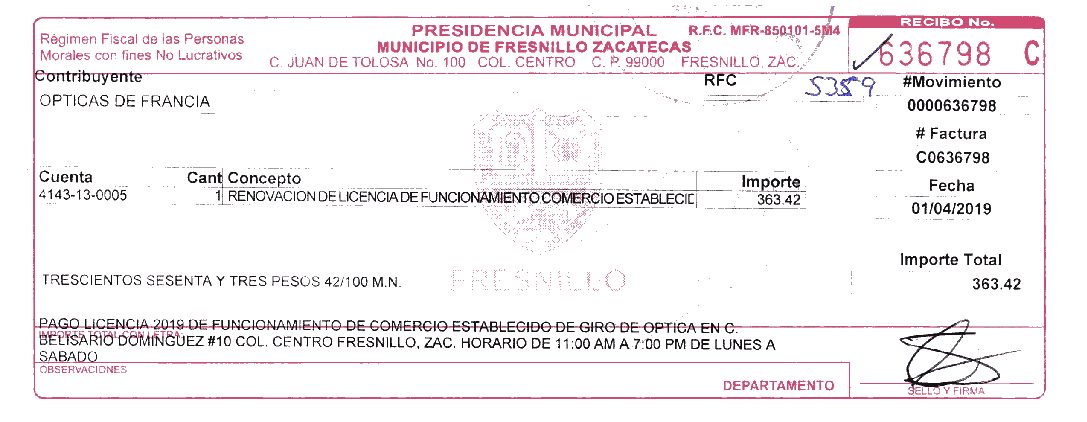 Régimen Fiscal de las Personas
Morales con fines No Lucrativos
PRESIDENCIA MUNICIPAL R.F.C. MFR-850101-5M4
MUNICIPIO DE FRESNILLO ZACATECAS
C. JUAN DE TOLOSA No. 100 COL. CENTRO C. P. 99000 FRESNILLO, ZAC.
RECIBO No.
636798 C
Contribuyente
OPTICAS DE FRANCIA
RFC
5359
#Movimiento
0000636798
# Factura
C0636798
Fecha
01/04/2019
Cuenta Cant Concepto Importe
4143-13-0005 1 RENOVACION DE LICENCIA DE FUNCIONAMIENTO COMERCIO ESTABLECID 363.42
FRESNILLO
Importe Total
363.42
TRESCIENTOS SESENTA Y TRES PESOS 42/100 M.N.
PAGO LICENCIA 2019 DE FUNCIONAMIENTO DE COMERCIO ESTABLECIDO DE GIRO DE OPTICA EN C.
IMPORTE TOTAL CON LETRA
BELISARIO DOMINGUEZ #10 COL. CENTRO FRESNILLO, ZAC. HORARIO DE 11:00 AM A 7:00 PM DE LUNES A
SABADO
OBSERVACIONES
DEPARTAMENTO
SELLO Y FIRMA